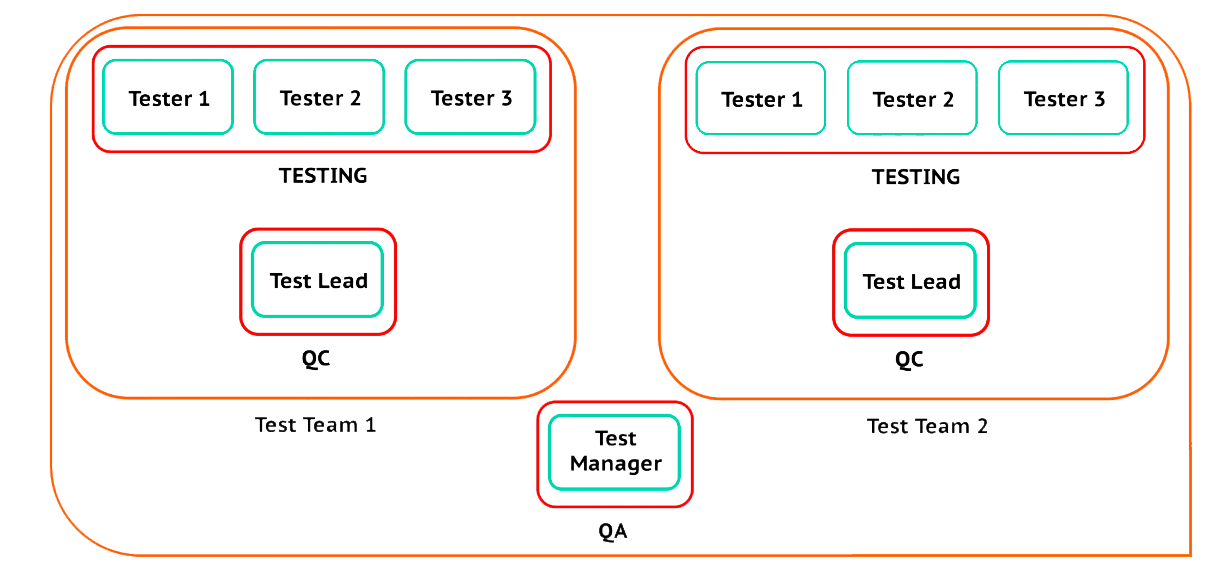 Tester 1
Tester 2
Tester 3
TESTING
Test Lead
QC
Test Team 1
Tester 1
Tester 2
Tester 3
TESTING
Test Lead
QC
Test Team 2
Test
Manager
QA